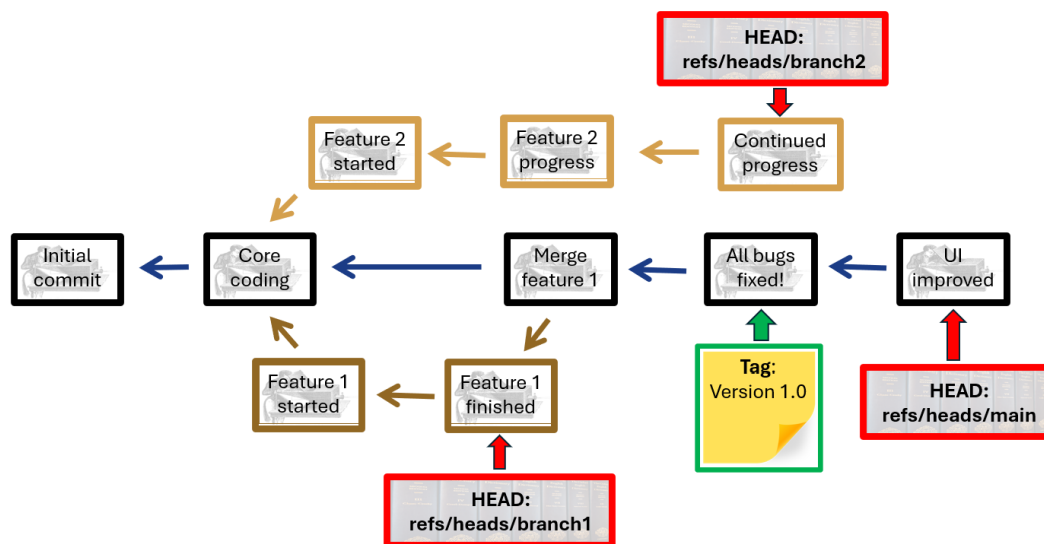 HEAD:
refs/heads/branch2
Feature 2
started
Feature 2
progress
Continued
progress
Initial
commit
Core
coding
Merge
feature 1
All bugs
fixed!
UI
improved
Feature 1
started
Feature 1
finished
Tag:
Version 1.0
HEAD:
refs/heads/main
HEAD:
refs/heads/branch1